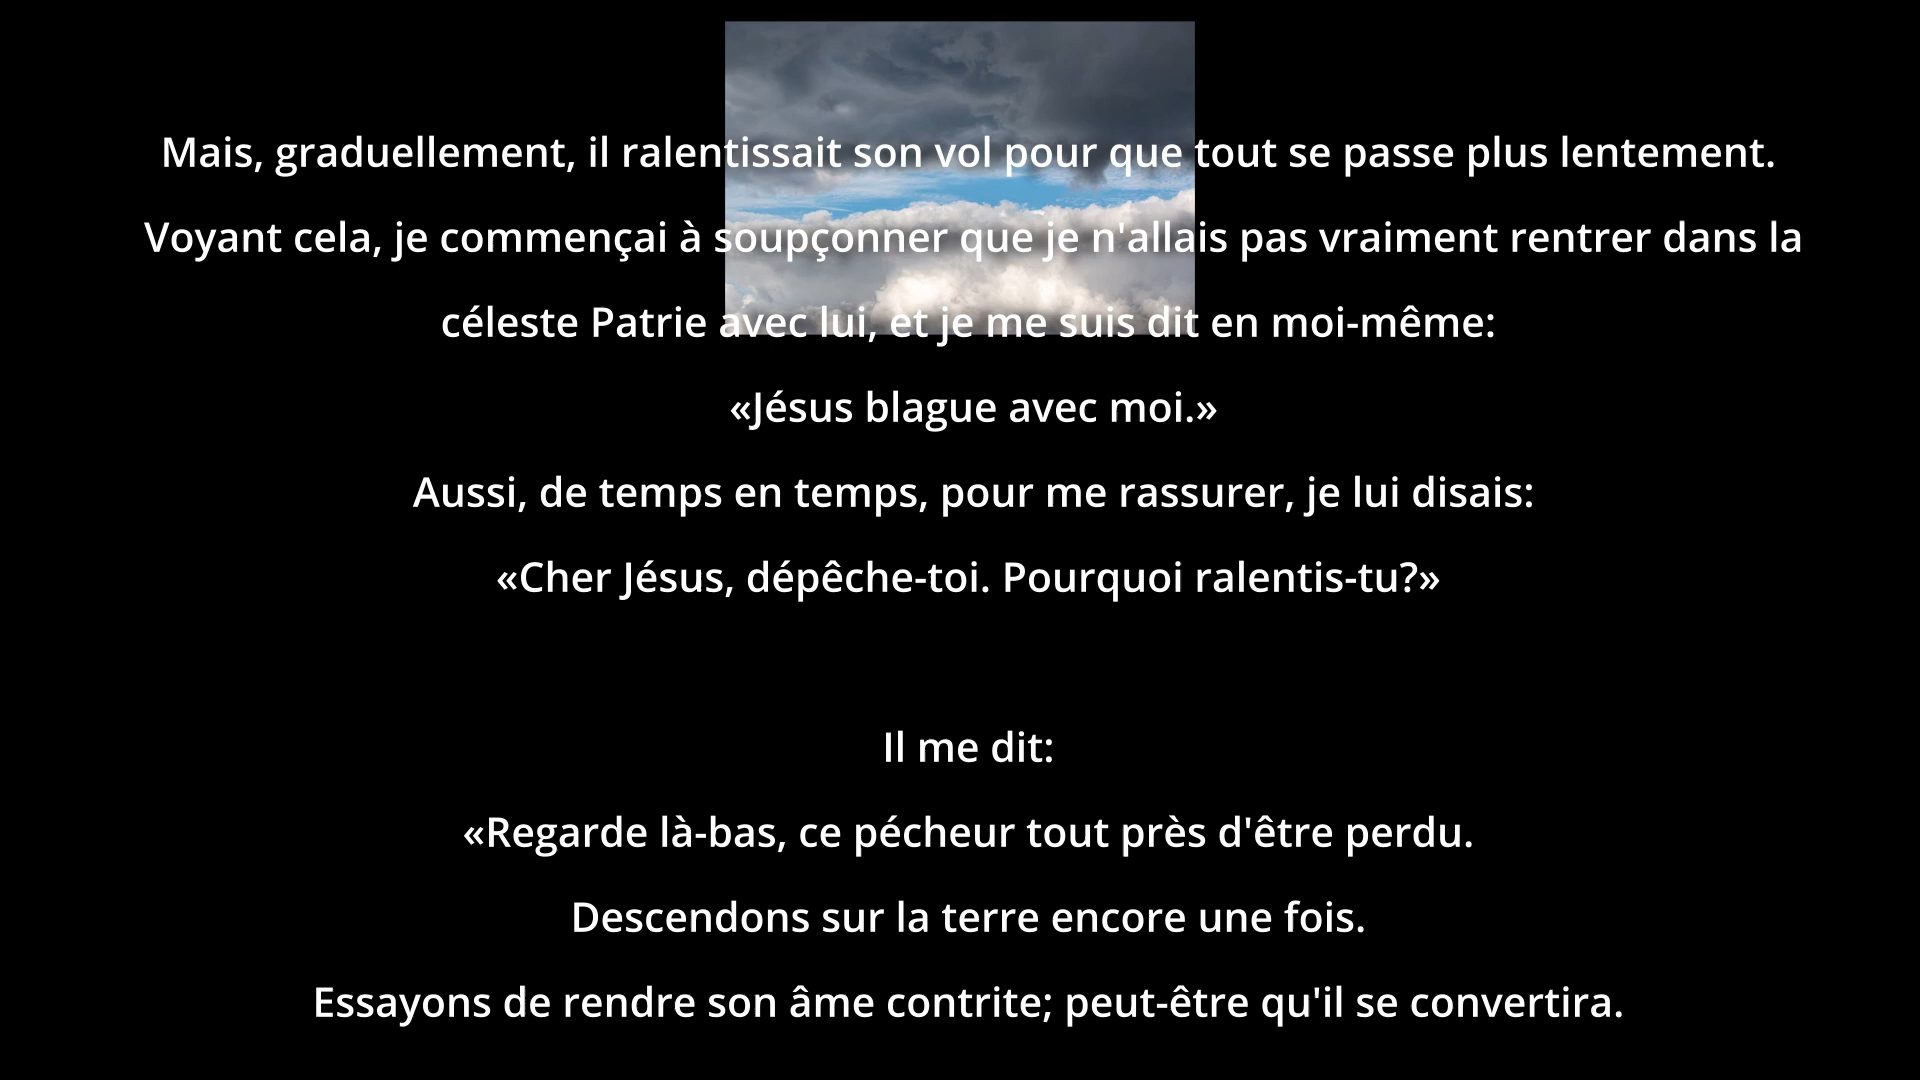 Mais, graduellement, il ralentissait son vol pour que tout se passe plus lentement.
Voyant cela, je commençai à soupçonner que je n'allais pas vraiment rentrer dans la
céleste Patrie avec lui, et je me suis dit en moi-même:
«Jésus blague avec moi.»
Aussi, de temps en temps, pour me rassurer, je lui disais:
«Cher Jésus, dépêche-toi. Pourquoi ralentis-tu?»
Il me dit:
«Regarde là-bas, ce pécheur tout près d'être perdu.
Descendons sur la terre encore une fois.
Essayons de rendre son âme contrite; peut-être qu'il se convertira.